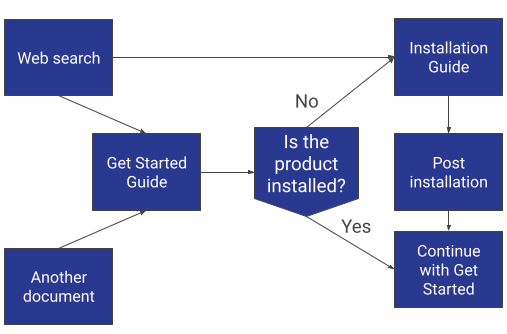 Web search
Installation
Guide
No
Is the
product
installed?
Get Started
Guide
Post
installation
Yes
Another
document
Continue
with Get
Started